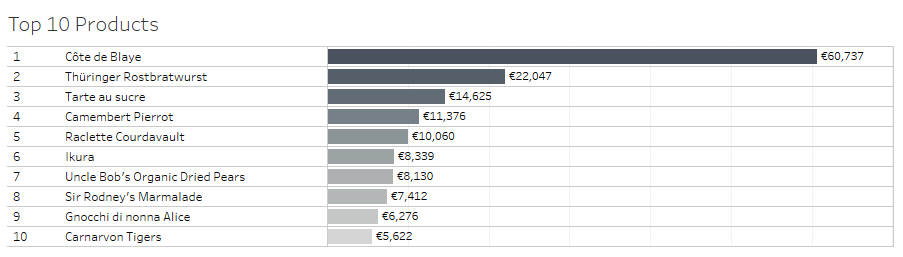 Top 10 Products
1 Côte de Blaye €60,737
2 Thüringer Rostbratwurst €22,047
3 Tarte au sucre €14,625
4 Camembert Pierrot €11,376
5 Raclette Courdavault €10,060
6 Ikura €8,339
7 Uncle Bob’s Organic Dried Pears €8,130
8 Sir Rodney’s Marmalade €7,412
9 Gnocchi di nonna Alice €6,276
10 Carnarvon Tigers €5,622